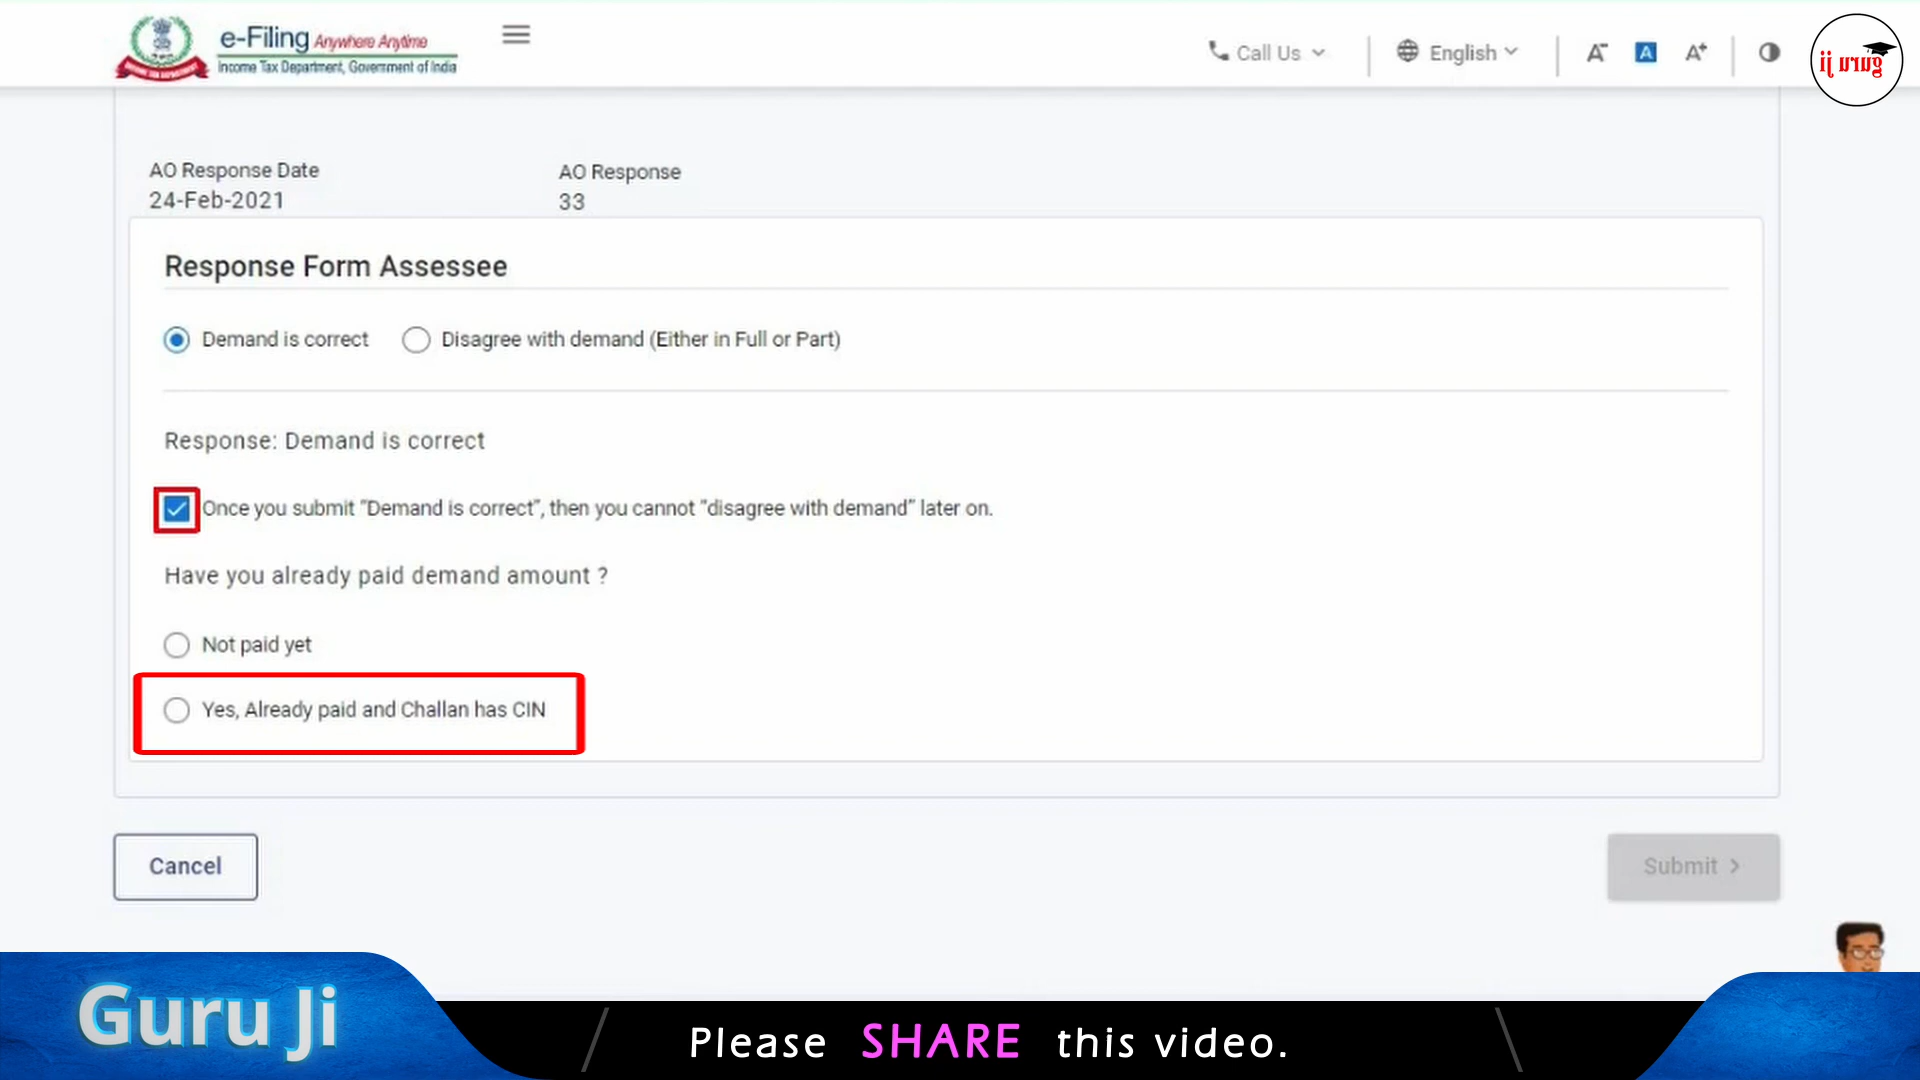 e-Filing Anywhere Anytime
Income Tax Department, Government of India
Call Us
English
A-
A
A+
guru ji
AO Response Date
24-Feb-2021
AO Response
33
Response Form Assessee
Demand is correct
Disagree with demand (Either in Full or Part)
Response: Demand is correct
Once you submit "Demand is correct", then you cannot "disagree with demand" later on.
Have you already paid demand amount ?
Not paid yet
Yes, Already paid and Challan has CIN
Cancel
Submit >
Guru Ji
Please SHARE this video.